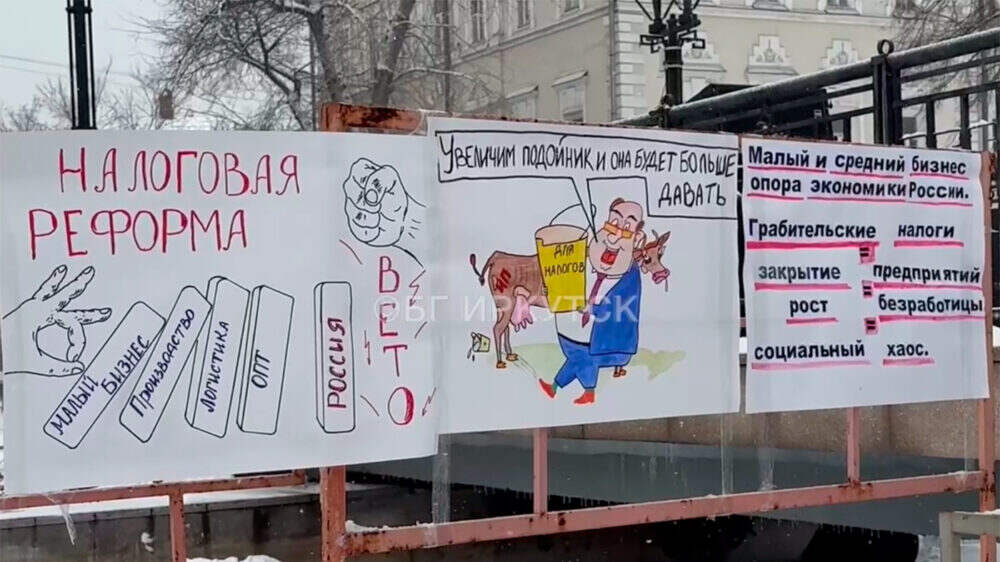 НАЛОГОВАЯ
РЕФОРМА
МАЛЫЙ
БИЗНЕС
Производство
Логистика
ОПТ
РОССИЯ
ВЕТО
УВЕЛИЧИМ ПОДОЙНИК И ОНА БУДЕТ БОЛЬШЕ
ДАВАТЬ
ДЛЯ
НАЛОГОВ
ИП
©БГ ИРКУТСК
Малый и средний бизнес
опора экономики России.
Грабительские налоги
=
закрытие предприятий
=
рост безработицы
=
социальный хаос.